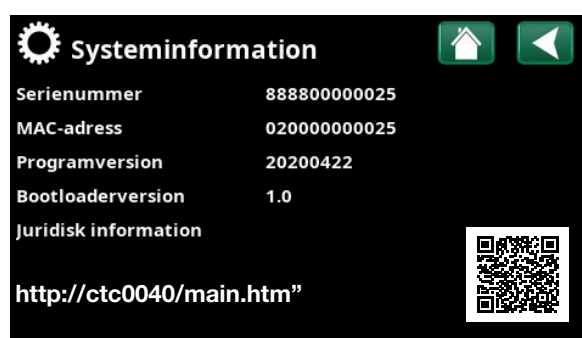 Systeminformation
Serienummer 888800000025
MAC-adress 020000000025
Programversion 20200422
Bootloaderversion 1.0
Juridisk information
http://ctc0040/main.htm”